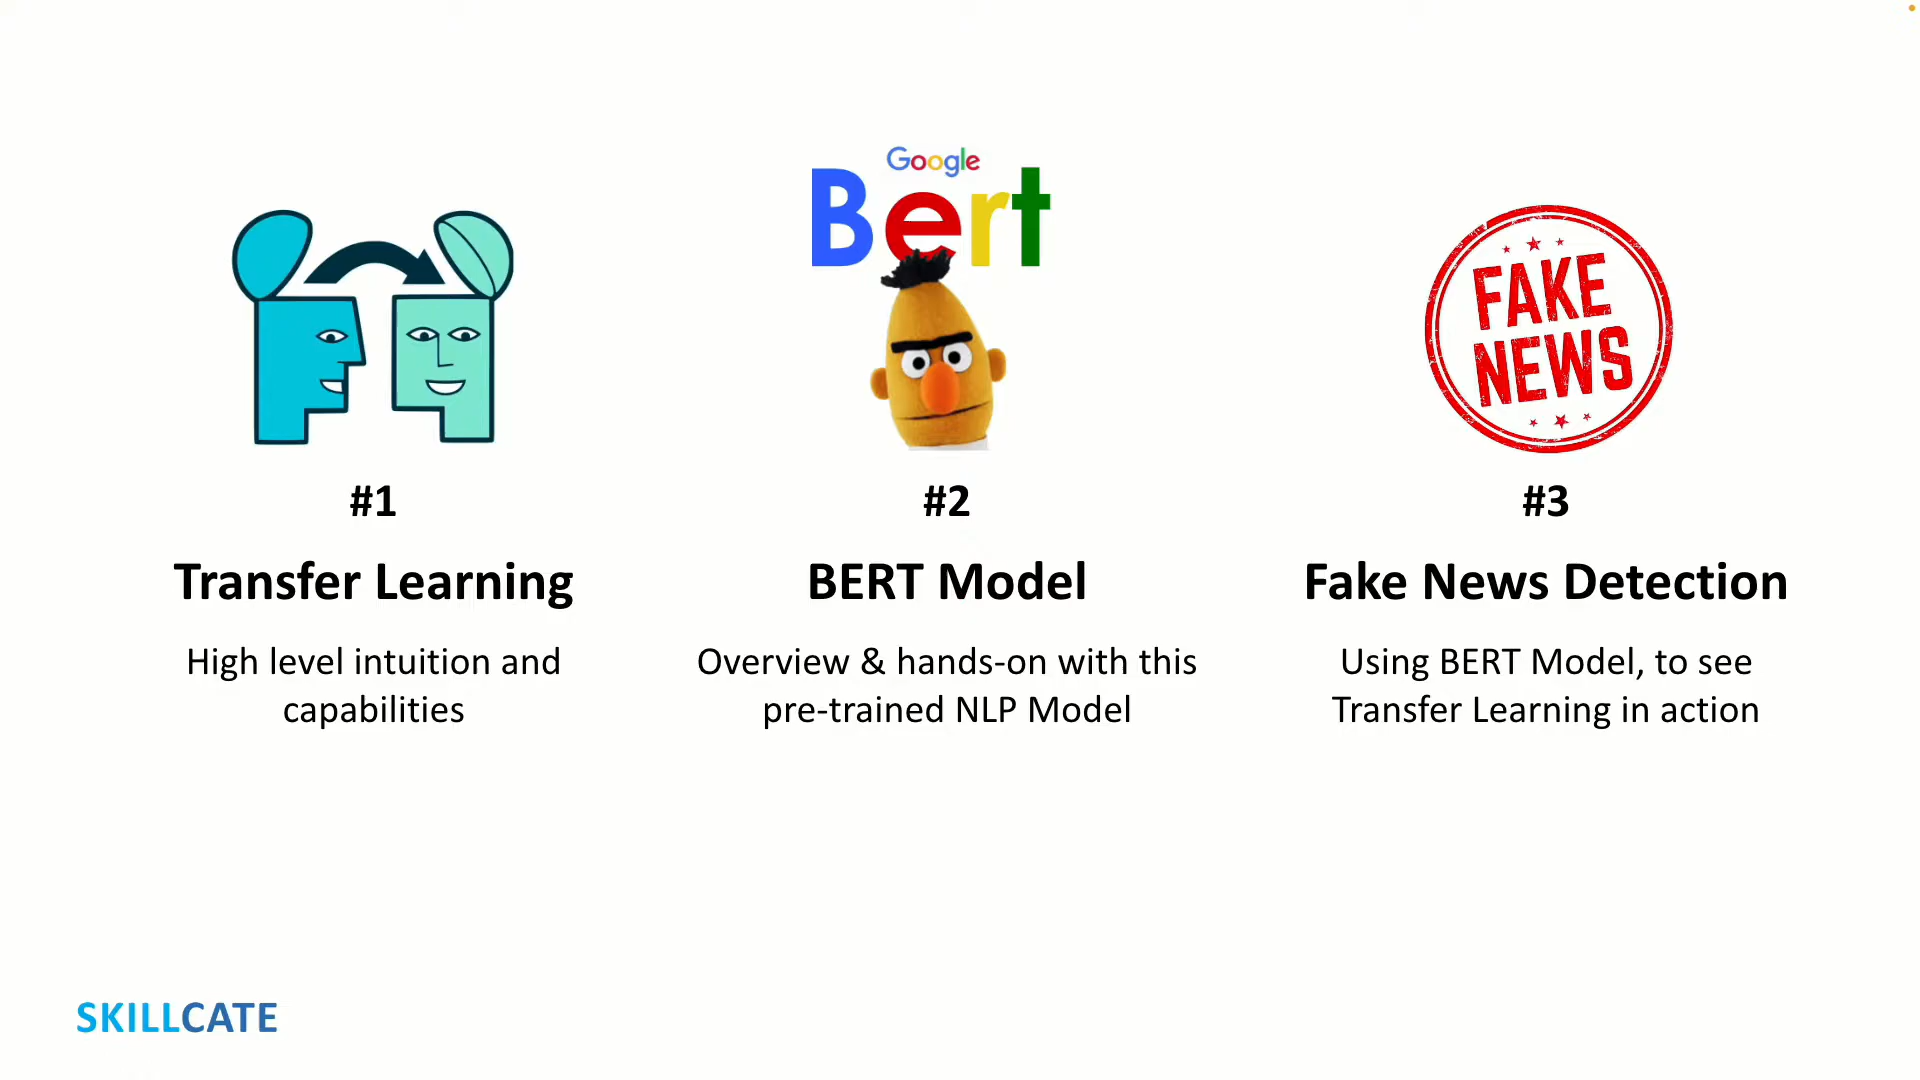 Google
Bert
FAKE
NEWS
#1
Transfer Learning
High level intuition and
capabilities
#2
BERT Model
Overview & hands-on with this
pre-trained NLP Model
#3
Fake News Detection
Using BERT Model, to see
Transfer Learning in action
SKILLCATE